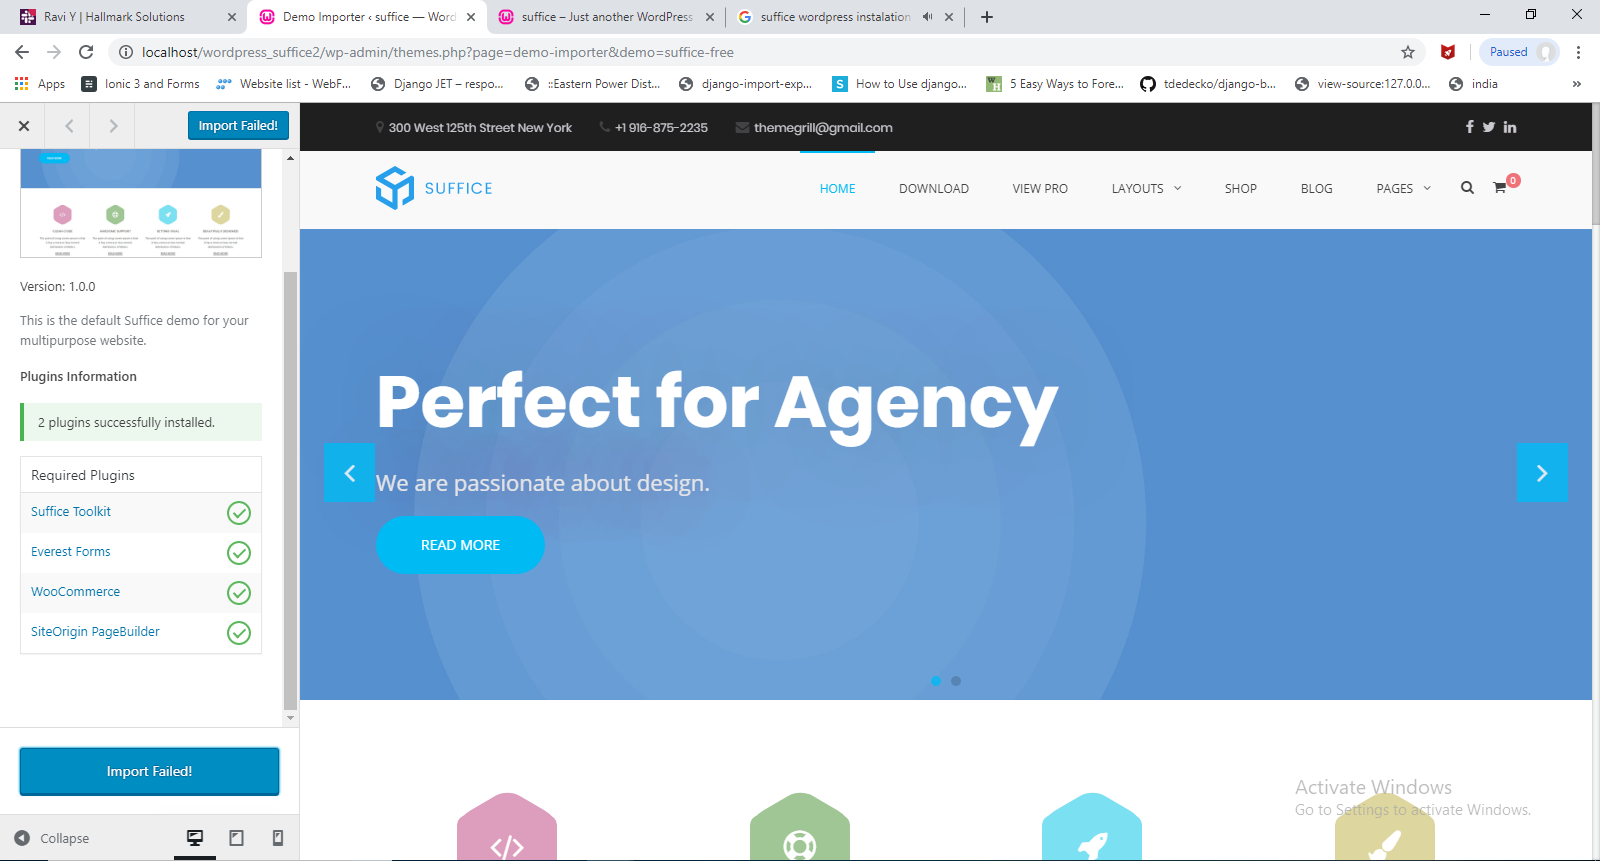 Ravi Y | Hallmark Solutions
Demo Importer ‹ suffice — Word
suffice – Just another WordPress
suffice wordpress instalation
localhost/wordpress_suffice2/wp-admin/themes.php?page=demo-importer&demo=suffice-free
Paused
Apps
Ionic 3 and Forms
Website list - WebF...
Django JET – respo...
::Eastern Power Dist...
django-import-exp...
How to Use django...
5 Easy Ways to Fore...
tdedecko/django-b...
view-source:127.0.0...
india
»
Import Failed!
300 West 125th Street New York
+1 916-875-2235
themegrill@gmail.com
SUFFICE
HOME
DOWNLOAD
VIEW PRO
LAYOUTS
SHOP
BLOG
PAGES
0
Version: 1.0.0
This is the default Suffice demo for your
multipurpose website.
Plugins Information
2 plugins successfully installed.
Required Plugins
Suffice Toolkit
Everest Forms
WooCommerce
SiteOrigin PageBuilder
Import Failed!
Collapse
Perfect for Agency
We are passionate about design.
READ MORE
Activate Windows
Go to Settings to activate Windows.